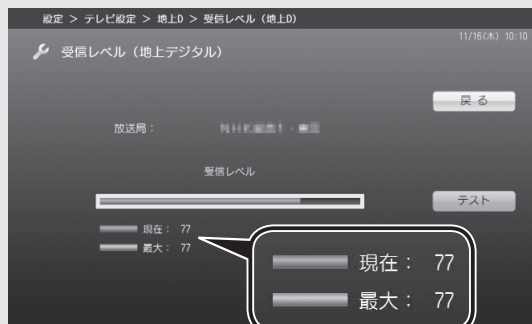 設定 > テレビ設定 > 地上D > 受信レベル（地上D）
11/16(木) 10:10
受信レベル（地上デジタル）
戻る
放送局：
受信レベル
テスト
現在： 77
最大： 77
現在： 77
最大： 77